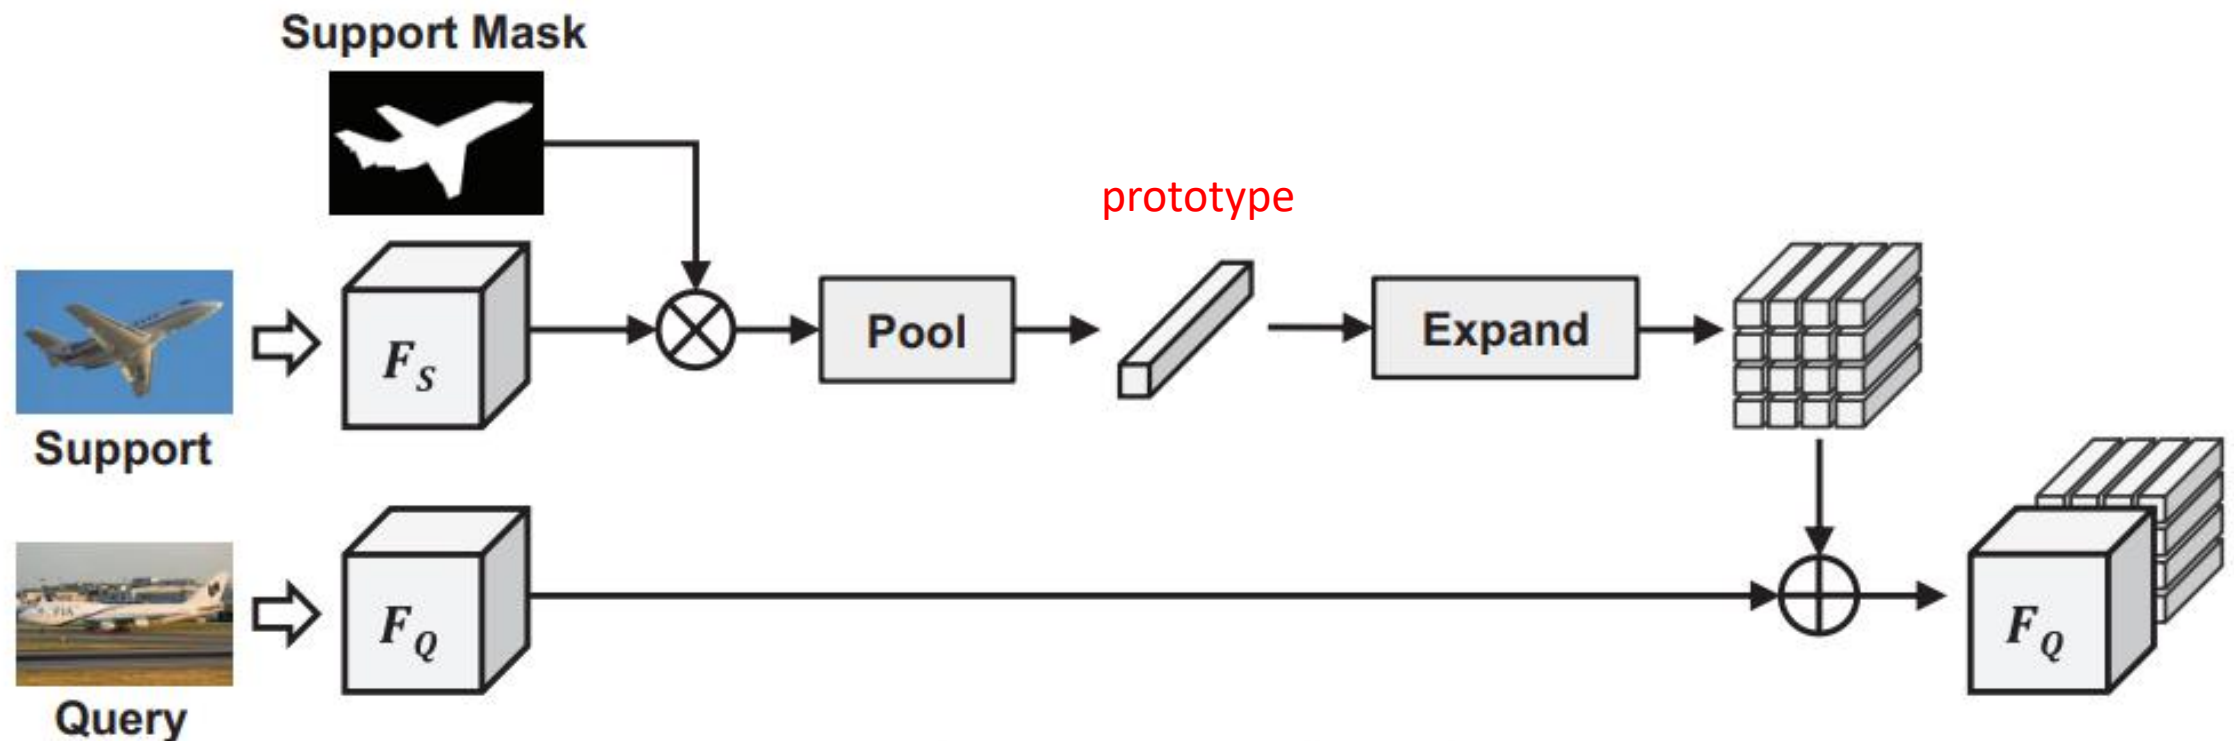 Support Mask
prototype
F_S
Pool
Expand
Support
F_Q
F_Q
Query